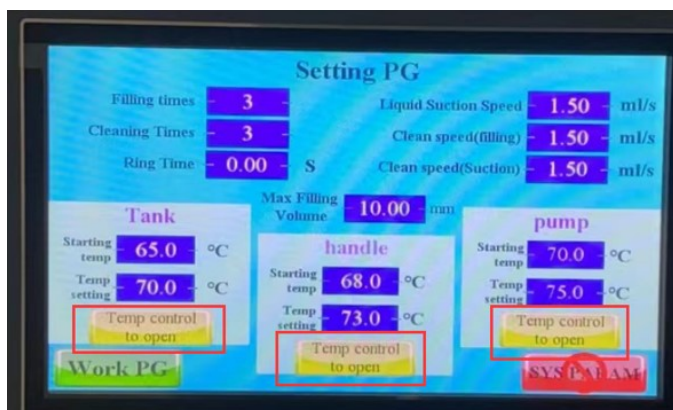 Setting PG
Filling times 3
Liquid Suction Speed 1.50 ml/s
Cleaning Times 3
Clean speed(filling) 1.50 ml/s
Ring Time 0.00 S
Clean speed(Suction) 1.50 ml/s
Max Filling
Volume 10.00 mm
Tank
Starting
temp 65.0 °C
Temp
setting 70.0 °C
Temp control
to open
handle
Starting
temp 68.0 °C
Temp
setting 73.0 °C
Temp control
to open
pump
Starting
temp 70.0 °C
Temp
setting 75.0 °C
Temp control
to open
Work PG
SYS PARAM